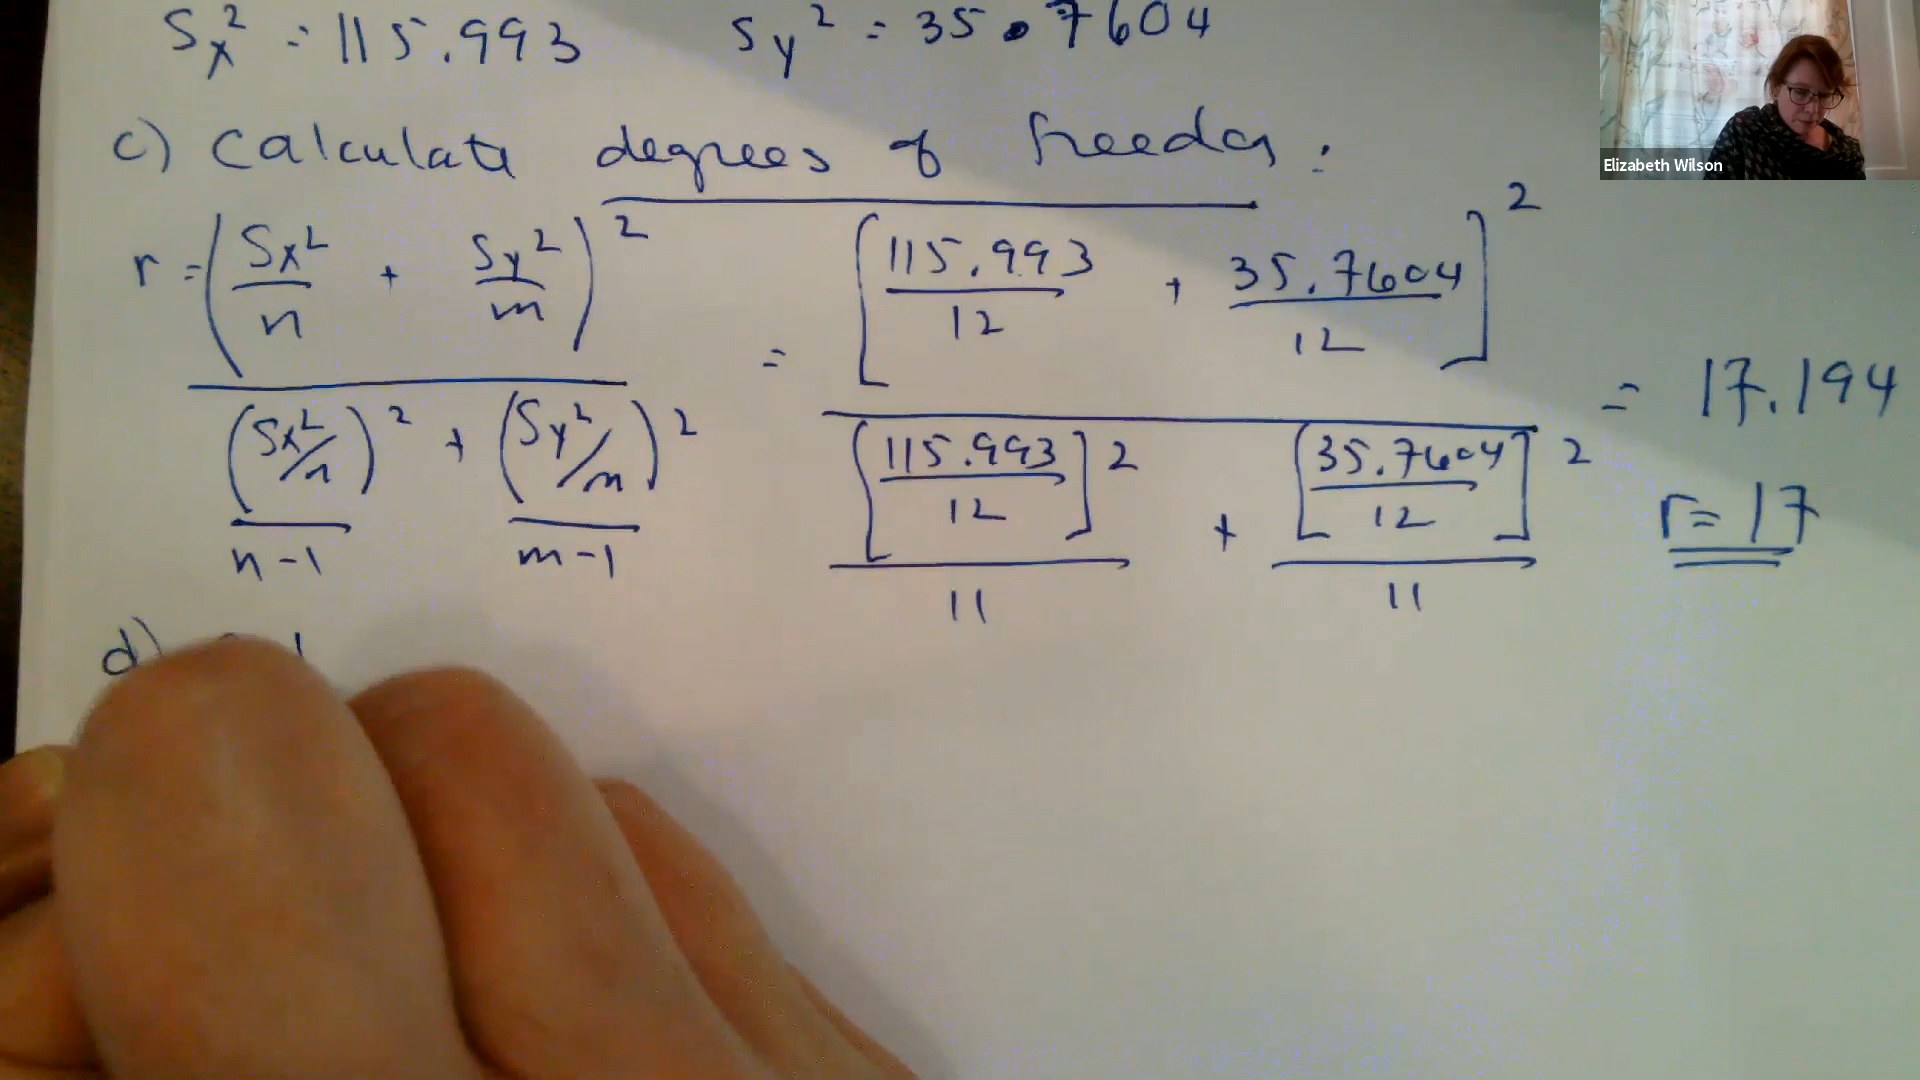 Sx² = 115.993 Sy² = 35.7604
Elizabeth Wilson
c) Calculate degrees of freedom:
r = (Sx²/n + Sy²/m)² / ((Sx²/n)²/(n-1) + (Sy²/m)²/(m-1)) = [115.993/12 + 35.7604/12]² / ([115.993/12]²/11 + [35.7604/12]²/11) = 17.194
r = 17
d)